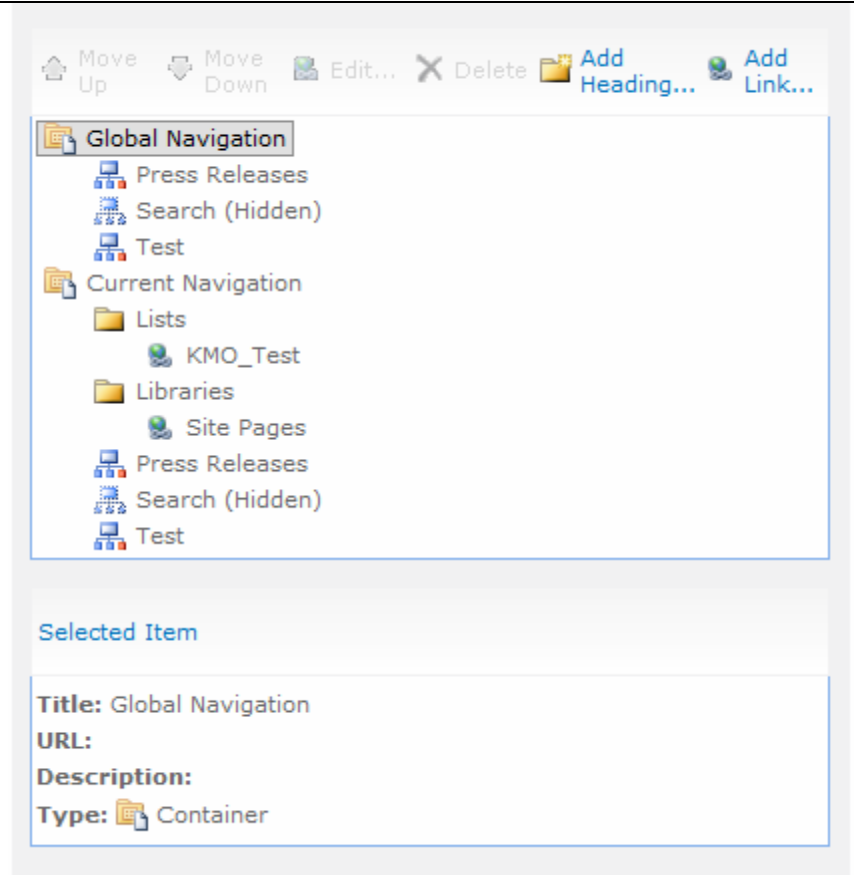 Move Up Move Down Edit... Delete Add Heading... Add Link...
Global Navigation
Press Releases
Search (Hidden)
Test
Current Navigation
Lists
KMO_Test
Libraries
Site Pages
Press Releases
Search (Hidden)
Test
Selected Item
Title: Global Navigation
URL:
Description:
Type: Container